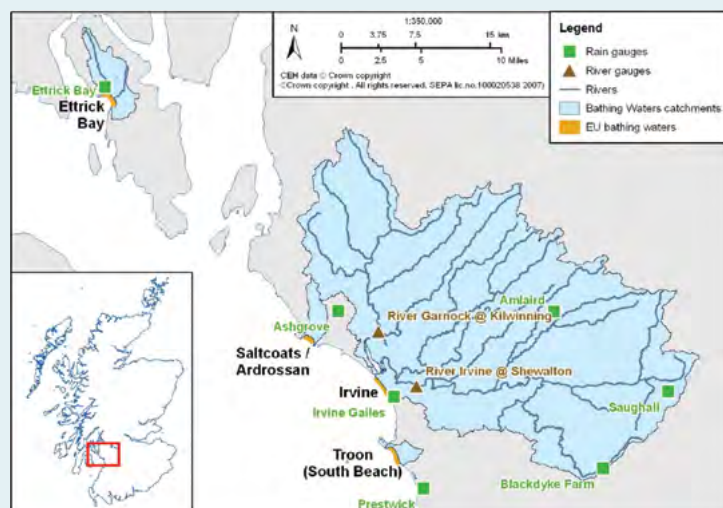 1:350,000
N
0 3.75 7.5 15 km
0 2.5 5 10 Miles
CEH data © Crown copyright
©Crown copyright . All rights reserved. SEPA lic.no.100020538 2007)
Legend
Rain gauges
River gauges
Rivers
Bathing Waters catchments
EU bathing waters
Ettrick Bay
Ettrick
Bay
Amlaird
River Garnock @ Kilwinning
Ashgrove
Saltcoats /
Ardrossan
River Irvine @ Shewalton
Irvine
Irvine Gailes
Saughall
Troon
(South Beach)
Blackdyke Farm
Prestwick